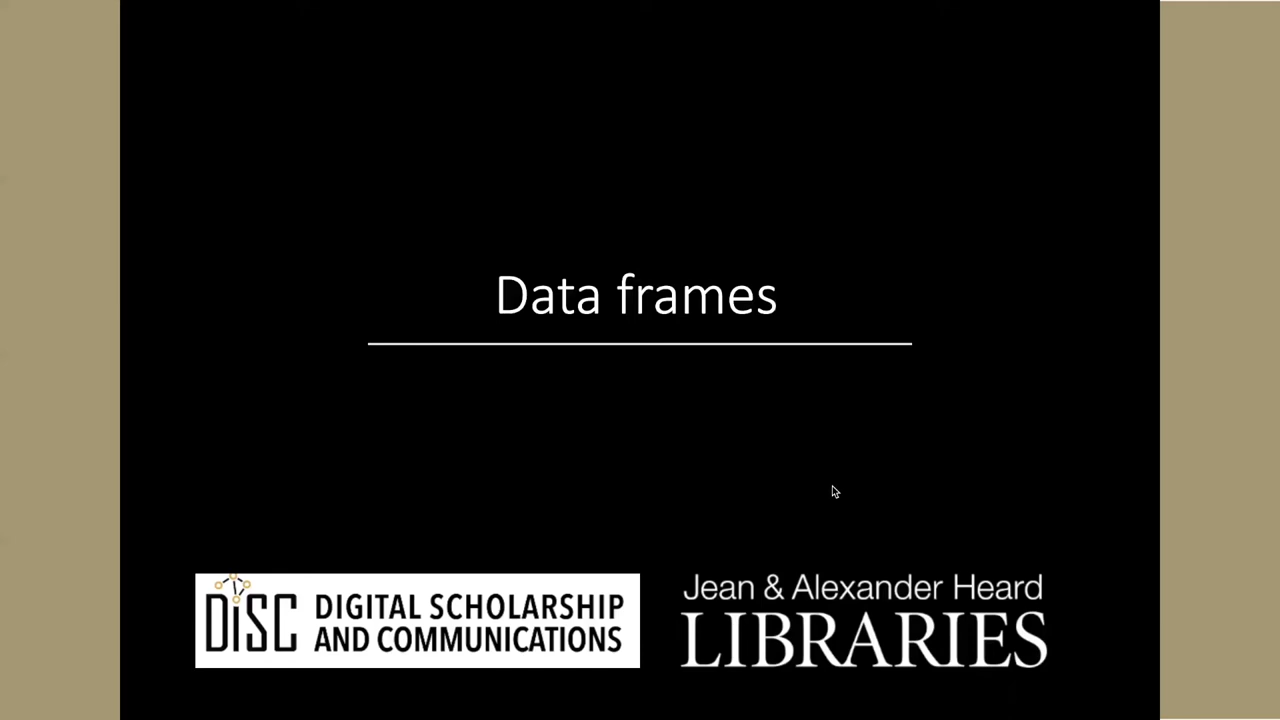 Data frames
DiSC DIGITAL SCHOLARSHIP
AND COMMUNICATIONS
Jean & Alexander Heard
LIBRARIES